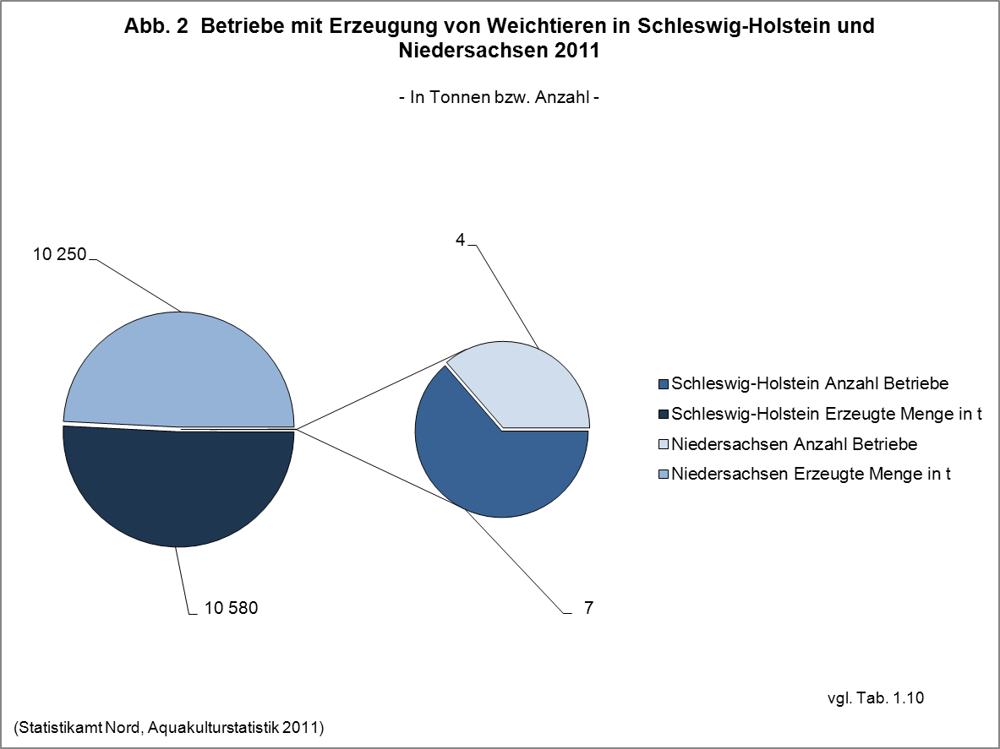 Abb. 2  Betriebe mit Erzeugung von Weichtieren in Schleswig-Holstein und
Niedersachsen 2011
- In Tonnen bzw. Anzahl -
4
10 250
Schleswig-Holstein Anzahl Betriebe
Schleswig-Holstein Erzeugte Menge in t
Niedersachsen Anzahl Betriebe
Niedersachsen Erzeugte Menge in t
10 580
7
vgl. Tab. 1.10
(Statistikamt Nord, Aquakulturstatistik 2011)